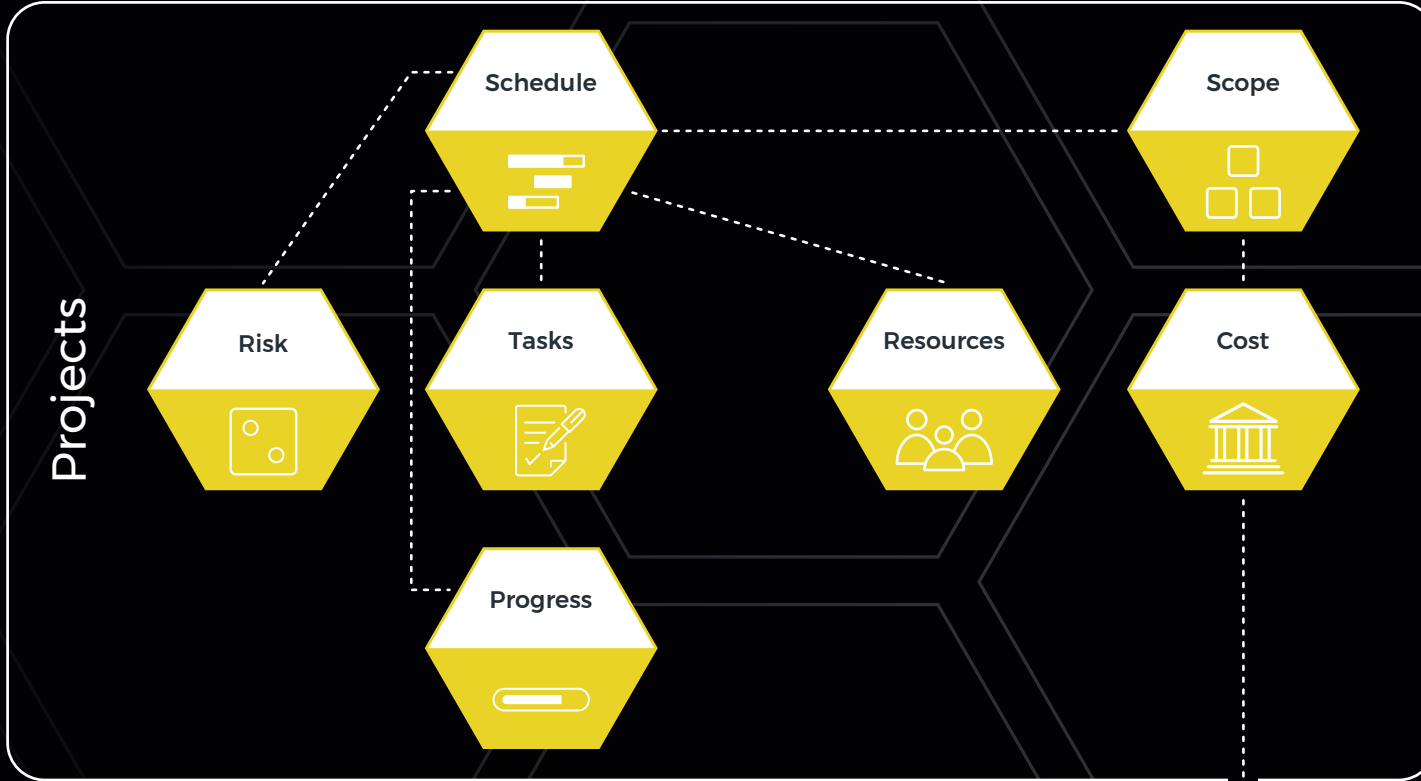 Projects
Schedule
Scope
Risk
Tasks
Resources
Cost
Progress